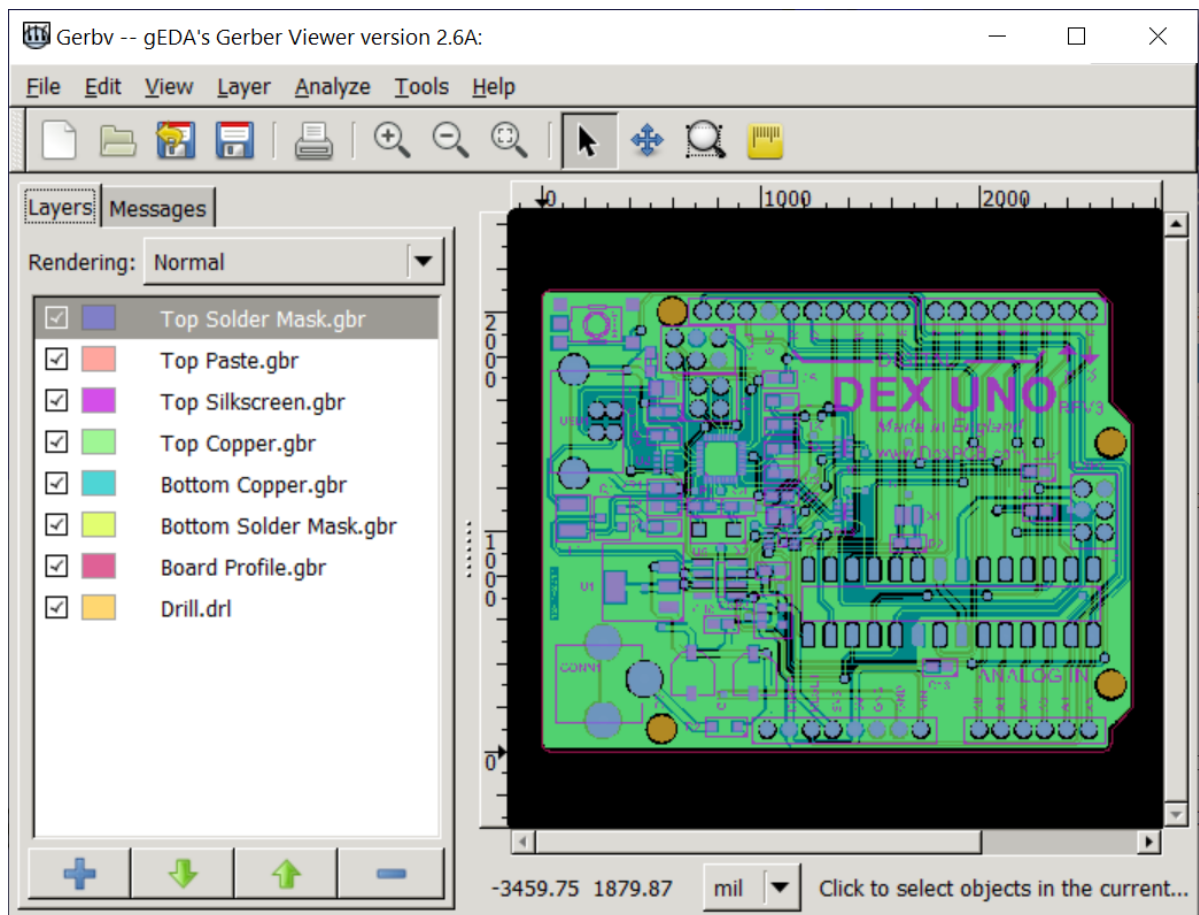 Gerbv -- gEDA's Gerber Viewer version 2.6A:
File Edit View Layer Analyze Tools Help
Layers Messages
Rendering: Normal
Top Solder Mask.gbr
Top Paste.gbr
Top Silkscreen.gbr
Top Copper.gbr
Bottom Copper.gbr
Bottom Solder Mask.gbr
Board Profile.gbr
Drill.drl
0 1000 2000
2000
1000
0
DIGITAL
DEX UNO
REV3
Made in England
www.DexPCB.com
USB
U1
CONN1
ANALOG IN
-3459.75 1879.87 mil Click to select objects in the current...